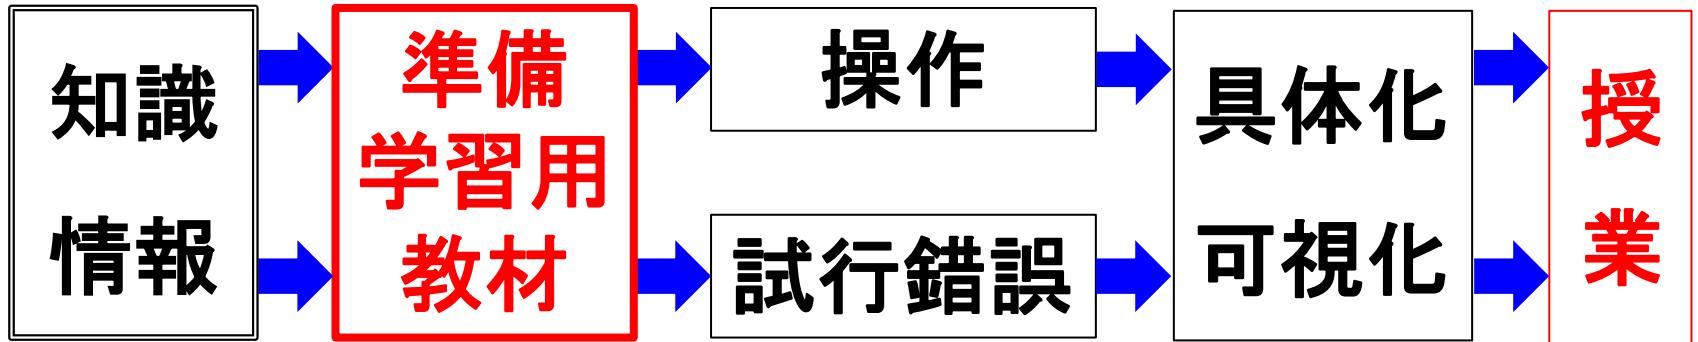 知識
情報
準備
学習用
教材
操作
試行錯誤
具体化
可視化
授
業